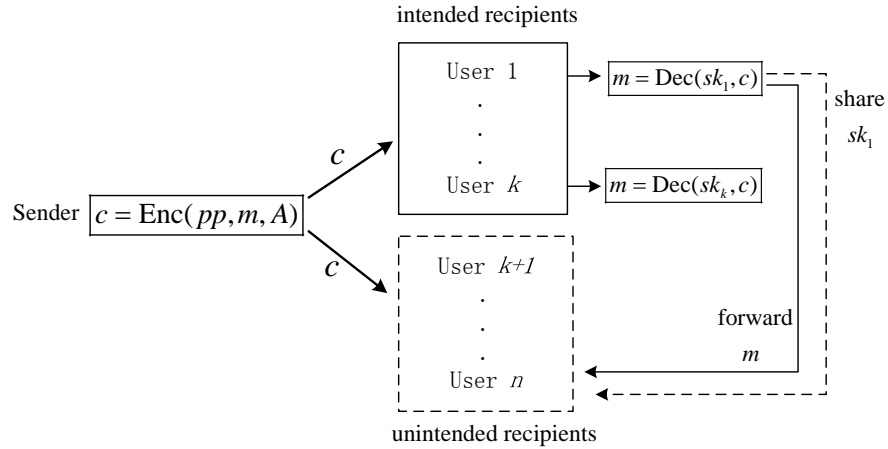 intended recipients
User 1
.
.
.
User k
m = Dec(sk₁, c)
share
sk₁
m = Dec(skₖ, c)
c
Sender
c = Enc(pp, m, A)
c
User k+1
.
.
.
User n
forward
m
unintended recipients